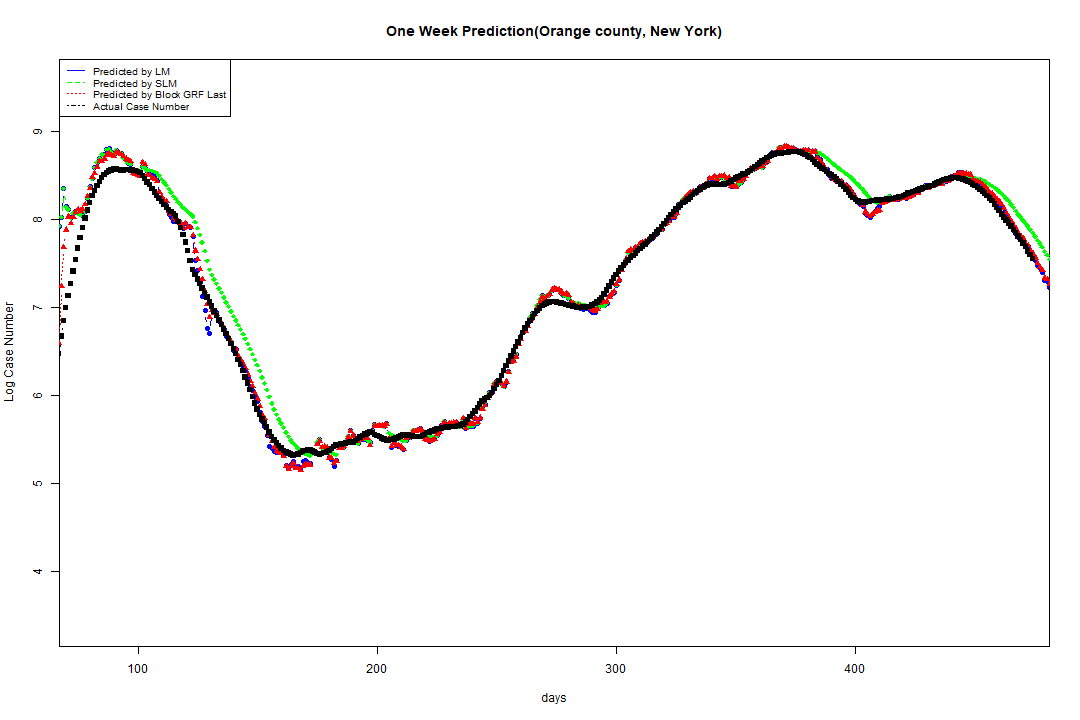 One Week Prediction(Orange county, New York)
Predicted by LM
Predicted by SLM
Predicted by Block GRF Last
Actual Case Number
9
8
7
6
5
4
Log Case Number
100 200 300 400
days